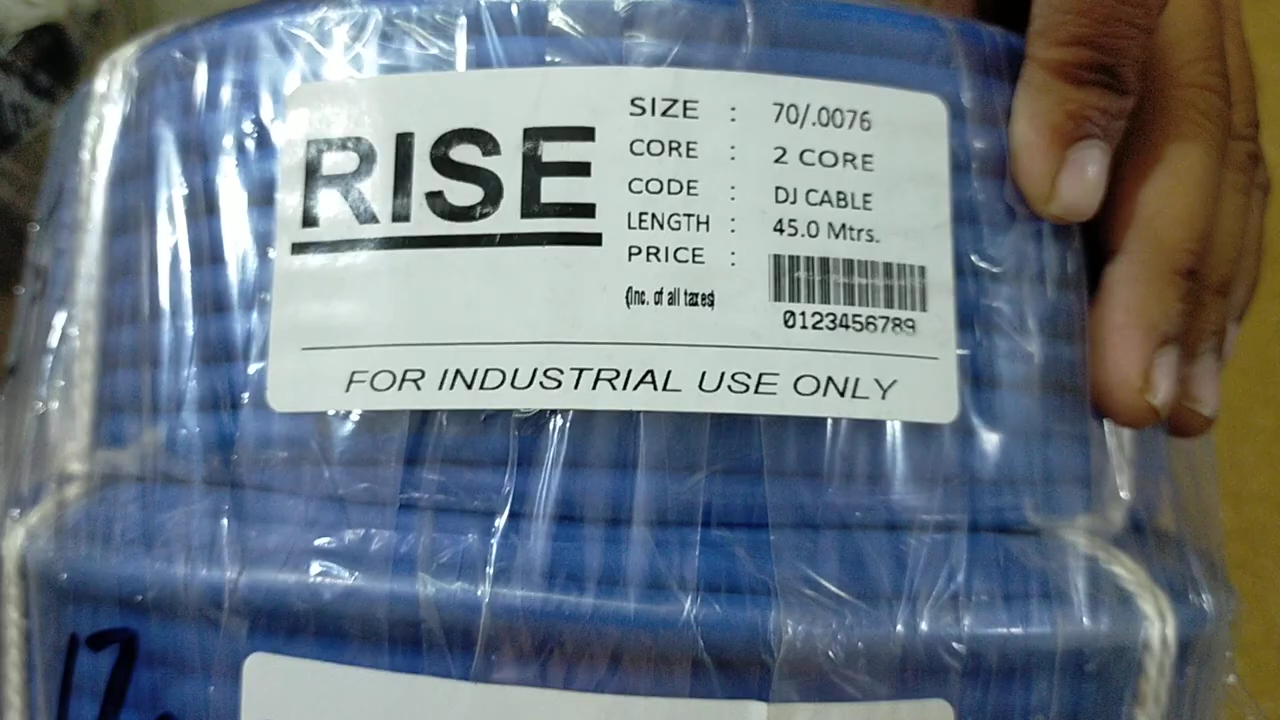 RISE
SIZE : 70/.0076
CORE : 2 CORE
CODE : DJ CABLE
LENGTH : 45.0 Mtrs.
PRICE :
(Inc. of all taxes)
0123456789
FOR INDUSTRIAL USE ONLY
17